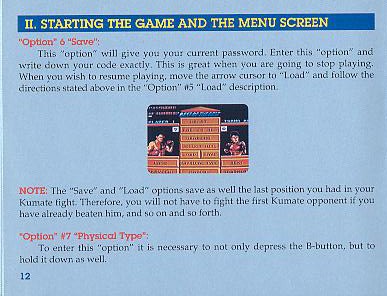 II. STARTING THE GAME AND THE MENU SCREEN
"Option" 6 "Save":
This "option" will give you your current password. Enter this "option" and
write down your code exactly. This is great when you are going to stop playing.
When you wish to resume playing, move the arrow cursor to "Load" and follow the
directions stated above in the "Option" #5 "Load" description.
NOTE: The "Save" and "Load" options save as well the last position you had in your
Kumate fight. Therefore, you will not have to fight the first Kumate opponent if you
have already beaten him, and so on and so forth.
"Option" #7 "Physical Type":
To enter this "option" it is necessary to not only depress the B-button, but to
hold it down as well.
12